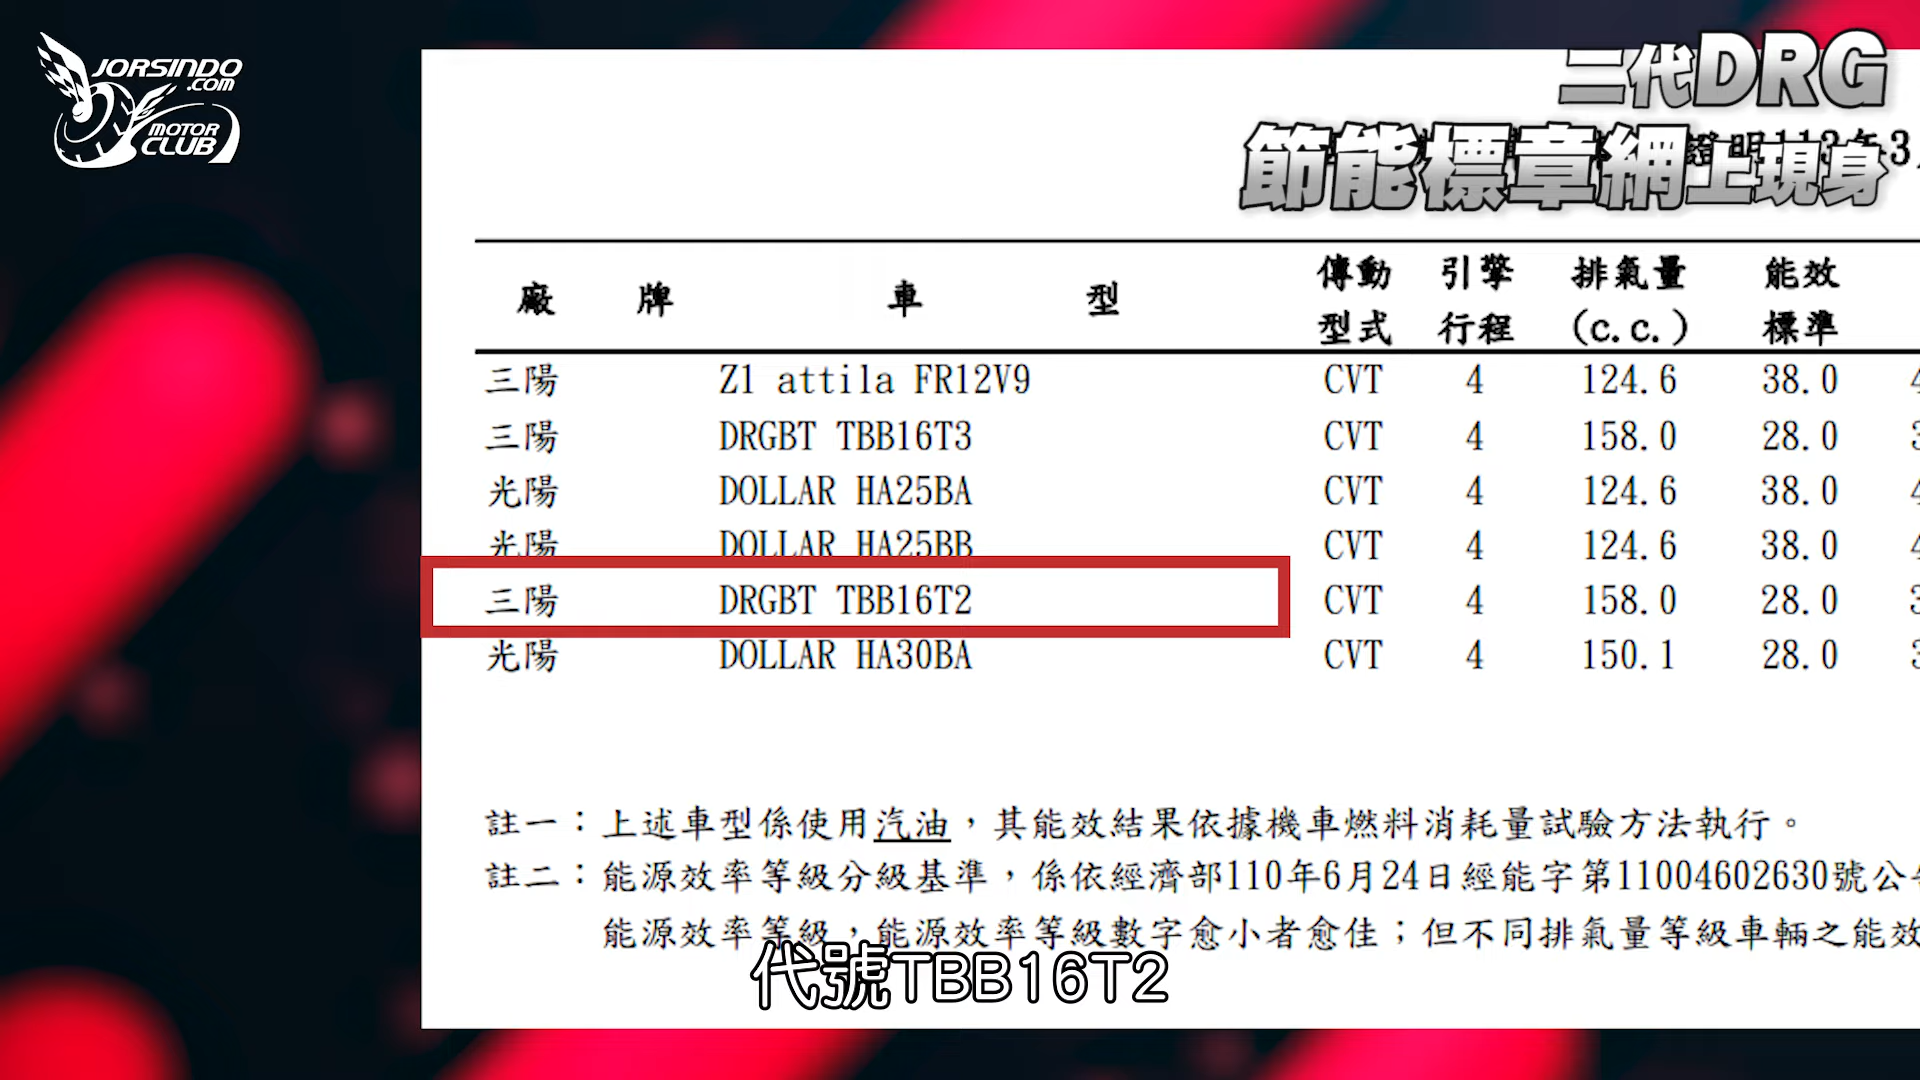 JORSINDO
.COM
MOTOR
CLUB
二代DRG
節能標章網上現身
證明113年3
廠 牌 車 型 傳動型式 引擎行程 排氣量(c.c.) 能效標準
三陽 Z1 attila FR12V9 CVT 4 124.6 38.0
三陽 DRGBT TBB16T3 CVT 4 158.0 28.0
光陽 DOLLAR HA25BA CVT 4 124.6 38.0
光陽 DOLLAR HA25BB CVT 4 124.6 38.0
三陽 DRGBT TBB16T2 CVT 4 158.0 28.0
光陽 DOLLAR HA30BA CVT 4 150.1 28.0
註一：上述車型係使用汽油，其能效結果依據機車燃料消耗量試驗方法執行。
註二：能源效率等級分級基準，係依經濟部110年6月24日經能字第11004602630號公
能源效率等級，能源效率等級數字愈小者愈佳；但不同排氣量等級車輛之能效
代號TBB16T2